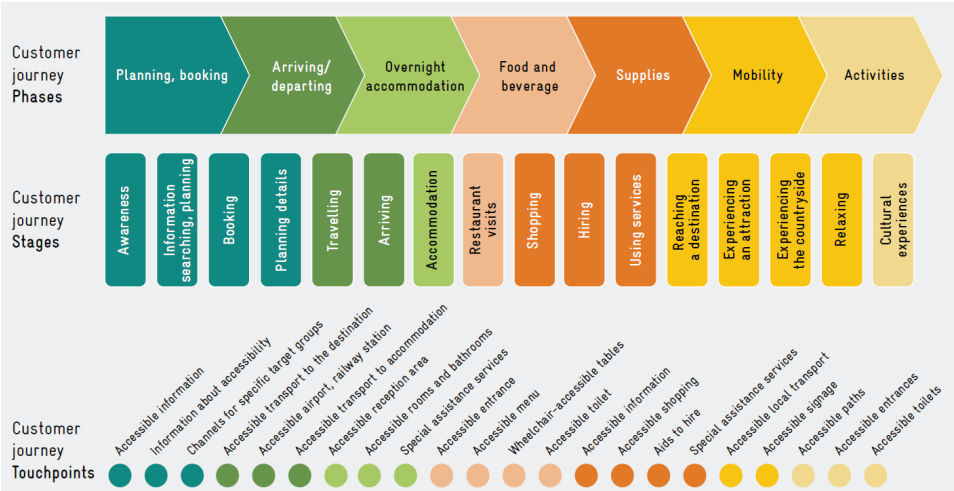 Customer
journey
Phases
Planning, booking
Arriving/
departing
Overnight
accommodation
Food and
beverage
Supplies
Mobility
Activities
Customer
journey
Stages
Awareness
Information
searching, planning
Booking
Planning details
Travelling
Arriving
Accommodation
Restaurant
visits
Shopping
Hiring
Using services
Reaching
a destination
Experiencing
an attraction
Experiencing
the countryside
Relaxing
Cultural
experiences
Customer
journey
Touchpoints
Accessible information
Information about accessibility
Channels for specific target groups
Accessible transport to the destination
Accessible airport, railway station
Accessible transport to accommodation
Accessible reception area
Accessible rooms and bathrooms
Special assistance services
Accessible entrance
Accessible menu
Wheelchair-accessible tables
Accessible toilet
Accessible information
Accessible shopping
Aids to hire
Special assistance services
Accessible local transport
Accessible signage
Accessible paths
Accessible entrances
Accessible toilets